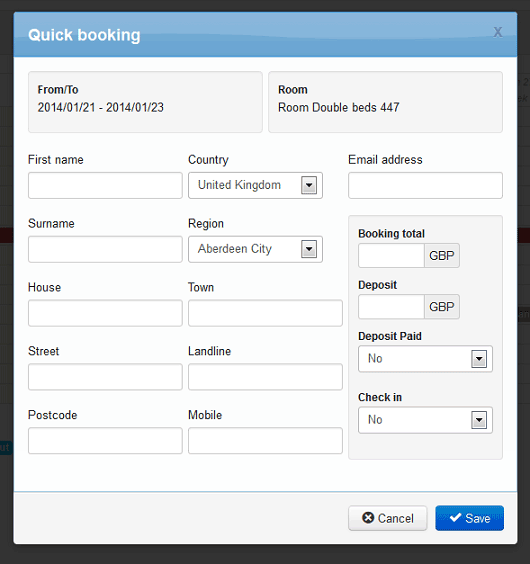 Quick booking
X
From/To
2014/01/21 - 2014/01/23
Room
Room Double beds 447
First name
Country
United Kingdom
Email address
Surname
Region
Aberdeen City
Booking total
GBP
House
Town
Deposit
GBP
Street
Landline
Deposit Paid
No
Postcode
Mobile
Check in
No
Cancel
Save